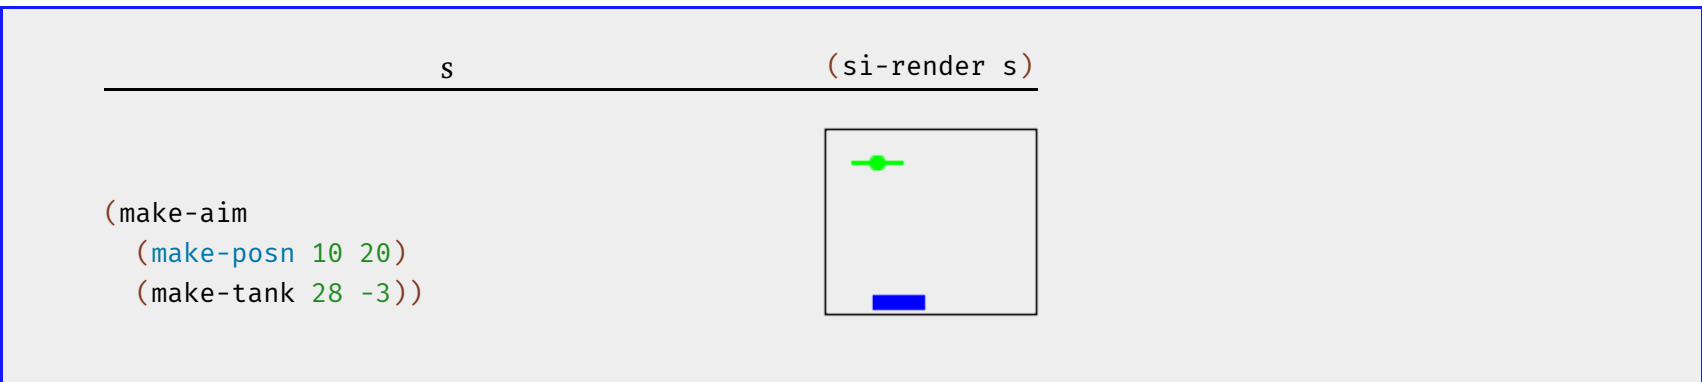 s (si-render s)
(make-aim
(make-posn 10 20)
(make-tank 28 -3))